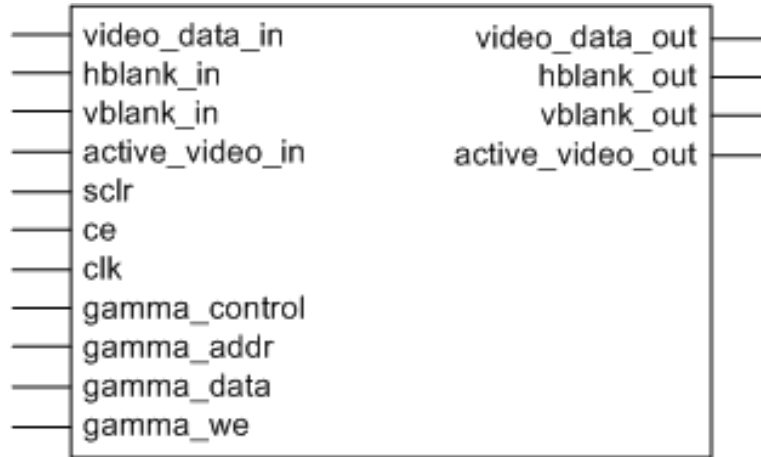 video_data_in video_data_out
hblank_in hblank_out
vblank_in vblank_out
active_video_in active_video_out
sclr
ce
clk
gamma_control
gamma_addr
gamma_data
gamma_we